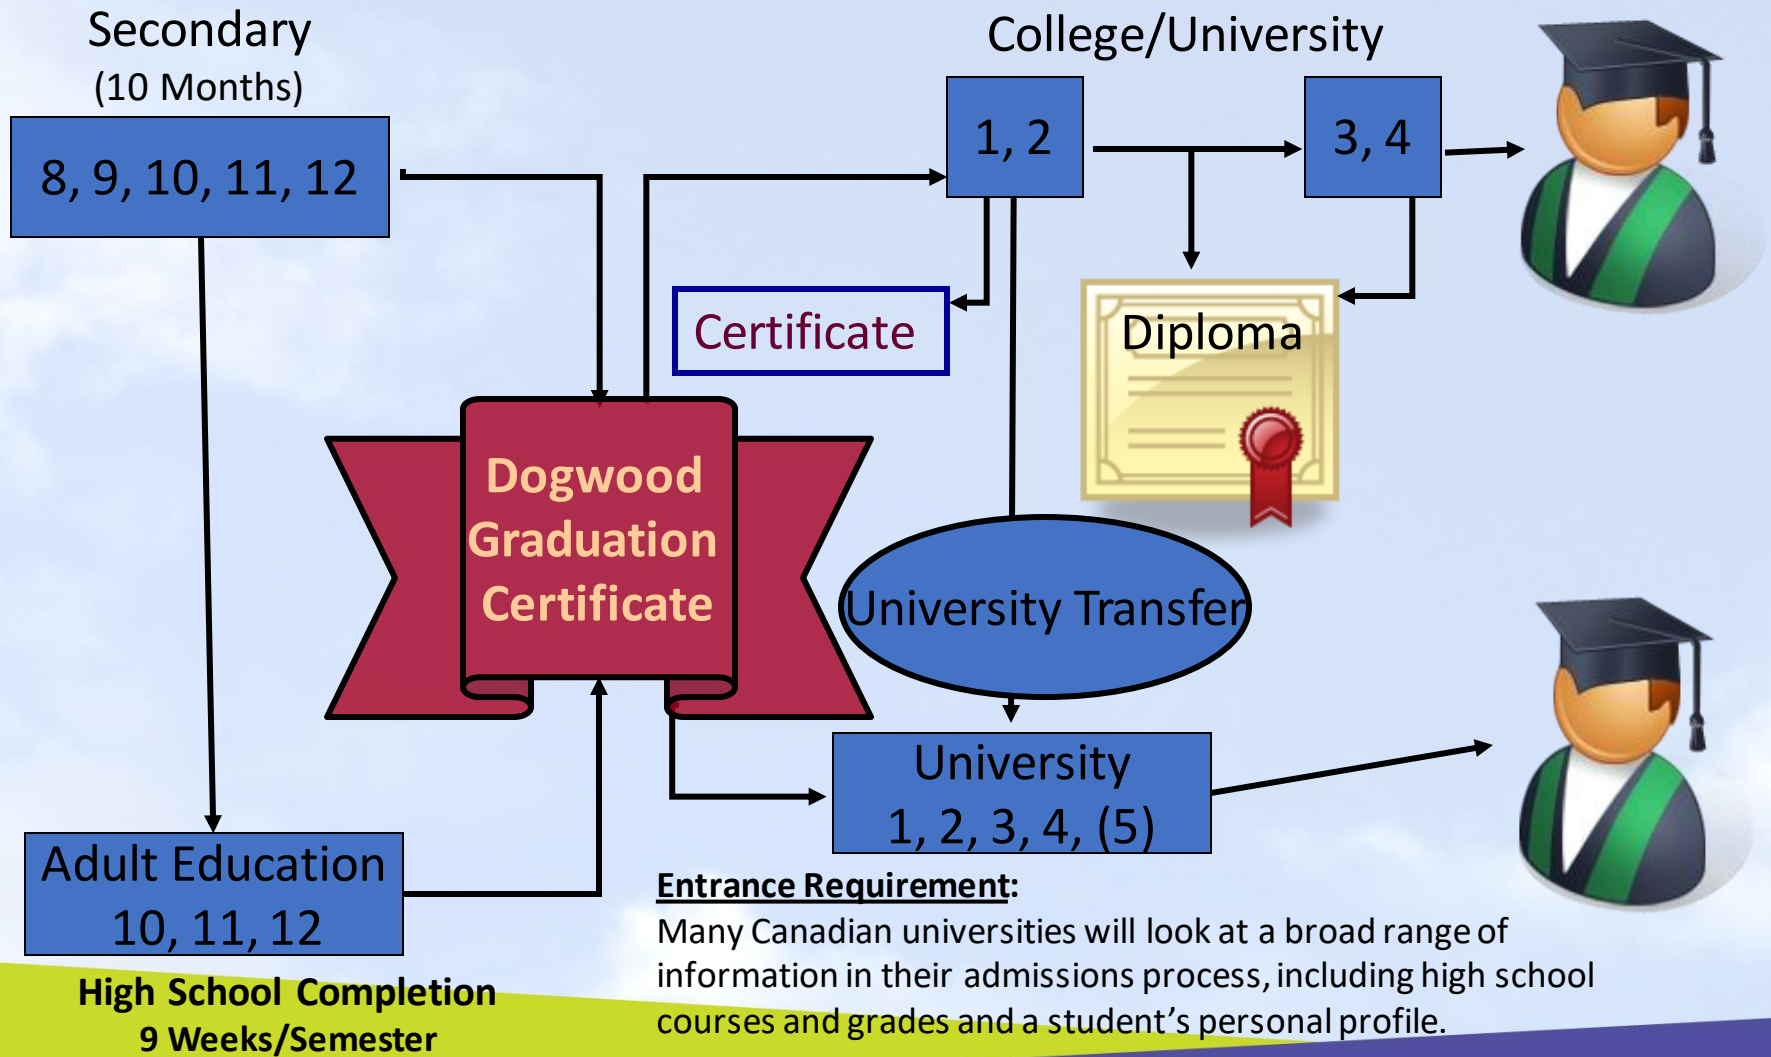 Secondary
(10 Months)
8, 9, 10, 11, 12
College/University
1, 2
3, 4
Certificate
Diploma
Dogwood
Graduation
Certificate
University Transfer
University
1, 2, 3, 4, (5)
Adult Education
10, 11, 12
High School Completion
9 Weeks/Semester
Entrance Requirement:
Many Canadian universities will look at a broad range of
information in their admissions process, including high school
courses and grades and a student’s personal profile.